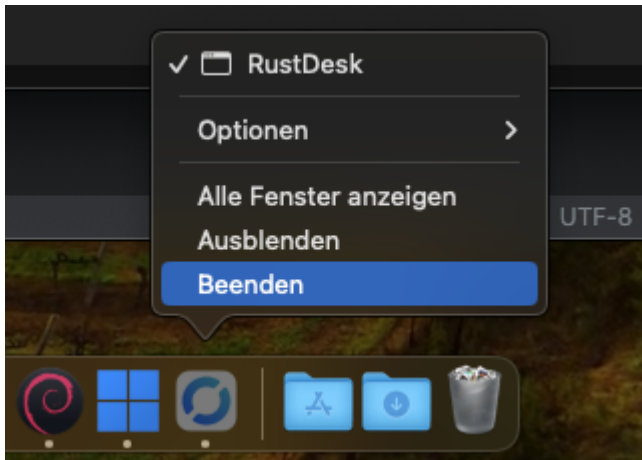 RustDesk
Optionen
Alle Fenster anzeigen
UTF-8
Ausblenden
Beenden